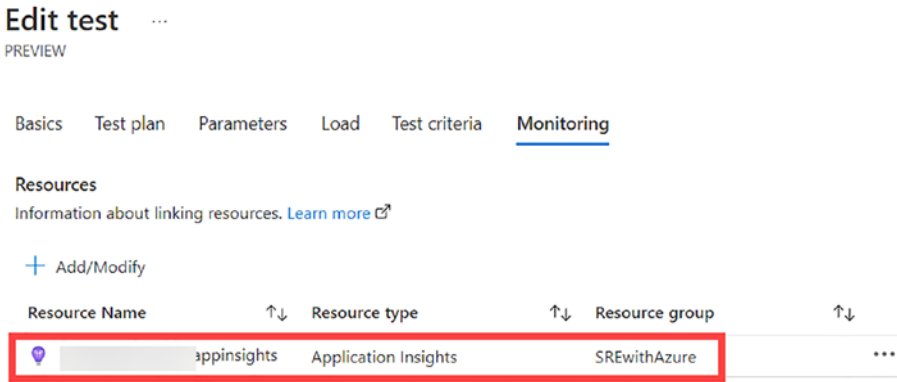 Edit test ...
PREVIEW
Basics Test plan Parameters Load Test criteria Monitoring
Resources
Information about linking resources. Learn more
+ Add/Modify
Resource Name ↑↓ Resource type ↑↓ Resource group ↑↓
appinsights Application Insights SREwithAzure ...